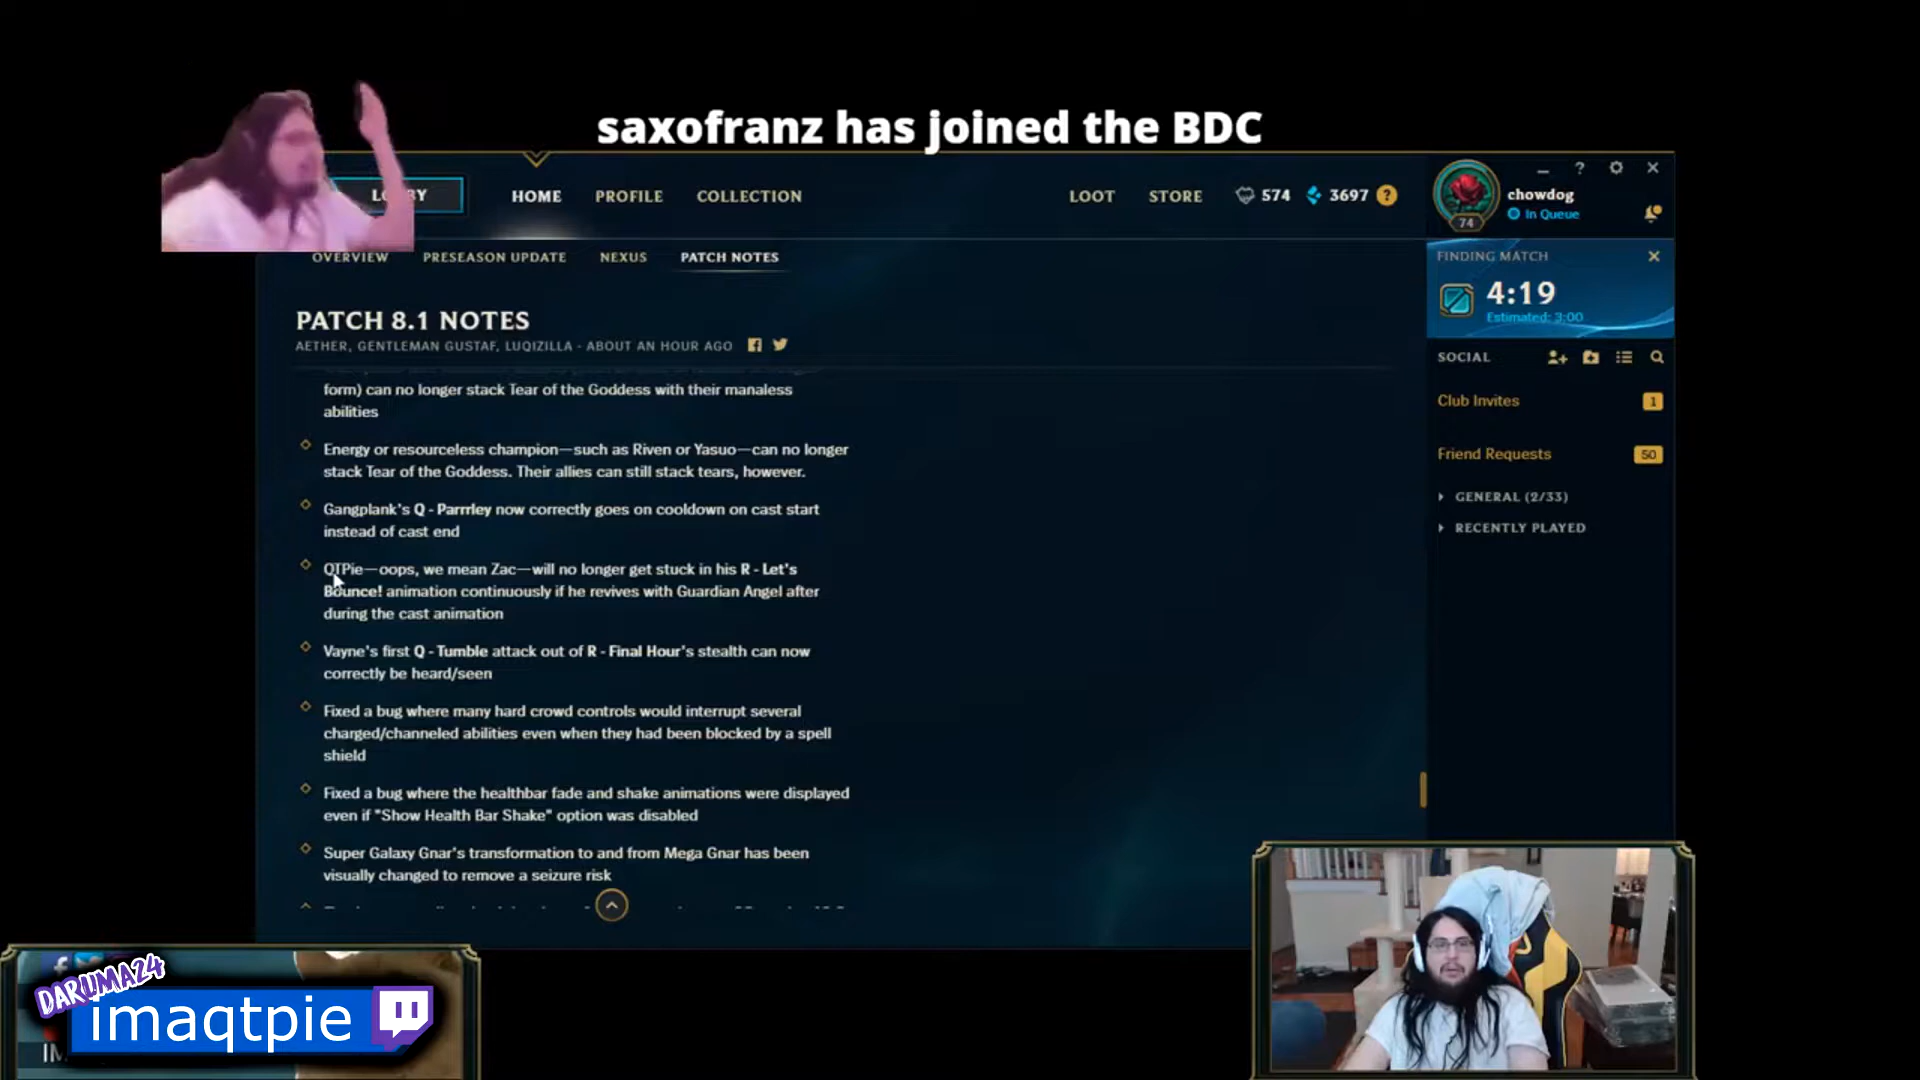 saxofranz has joined the BDC
HOME
PROFILE
COLLECTION
LOOT
STORE
574
3697
?
?
chowdog
74
In Queue
OVERVIEW
PRESEASON UPDATE
NEXUS
PATCH NOTES
FINDING MATCH
4:19
Estimated: 3:00
PATCH 8.1 NOTES
AETHER, GENTLEMAN GUSTAF, LUQIZILLA - ABOUT AN HOUR AGO
SOCIAL
Club Invites
1
Friend Requests
50
GENERAL (2/33)
RECENTLY PLAYED
form) can no longer stack Tear of the Goddess with their manaless
abilities
Energy or resourceless champion—such as Riven or Yasuo—can no longer
stack Tear of the Goddess. Their allies can still stack tears, however.
Gangplank's Q - Parrrley now correctly goes on cooldown on cast start
instead of cast end
QTPie—oops, we mean Zac—will no longer get stuck in his R - Let's
Bounce! animation continuously if he revives with Guardian Angel after
during the cast animation
Vayne's first Q - Tumble attack out of R - Final Hour's stealth can now
correctly be heard/seen
Fixed a bug where many hard crowd controls would interrupt several
charged/channeled abilities even when they had been blocked by a spell
shield
Fixed a bug where the healthbar fade and shake animations were displayed
even if "Show Health Bar Shake" option was disabled
Super Galaxy Gnar's transformation to and from Mega Gnar has been
visually changed to remove a seizure risk
DARUMA24
imaqtpie